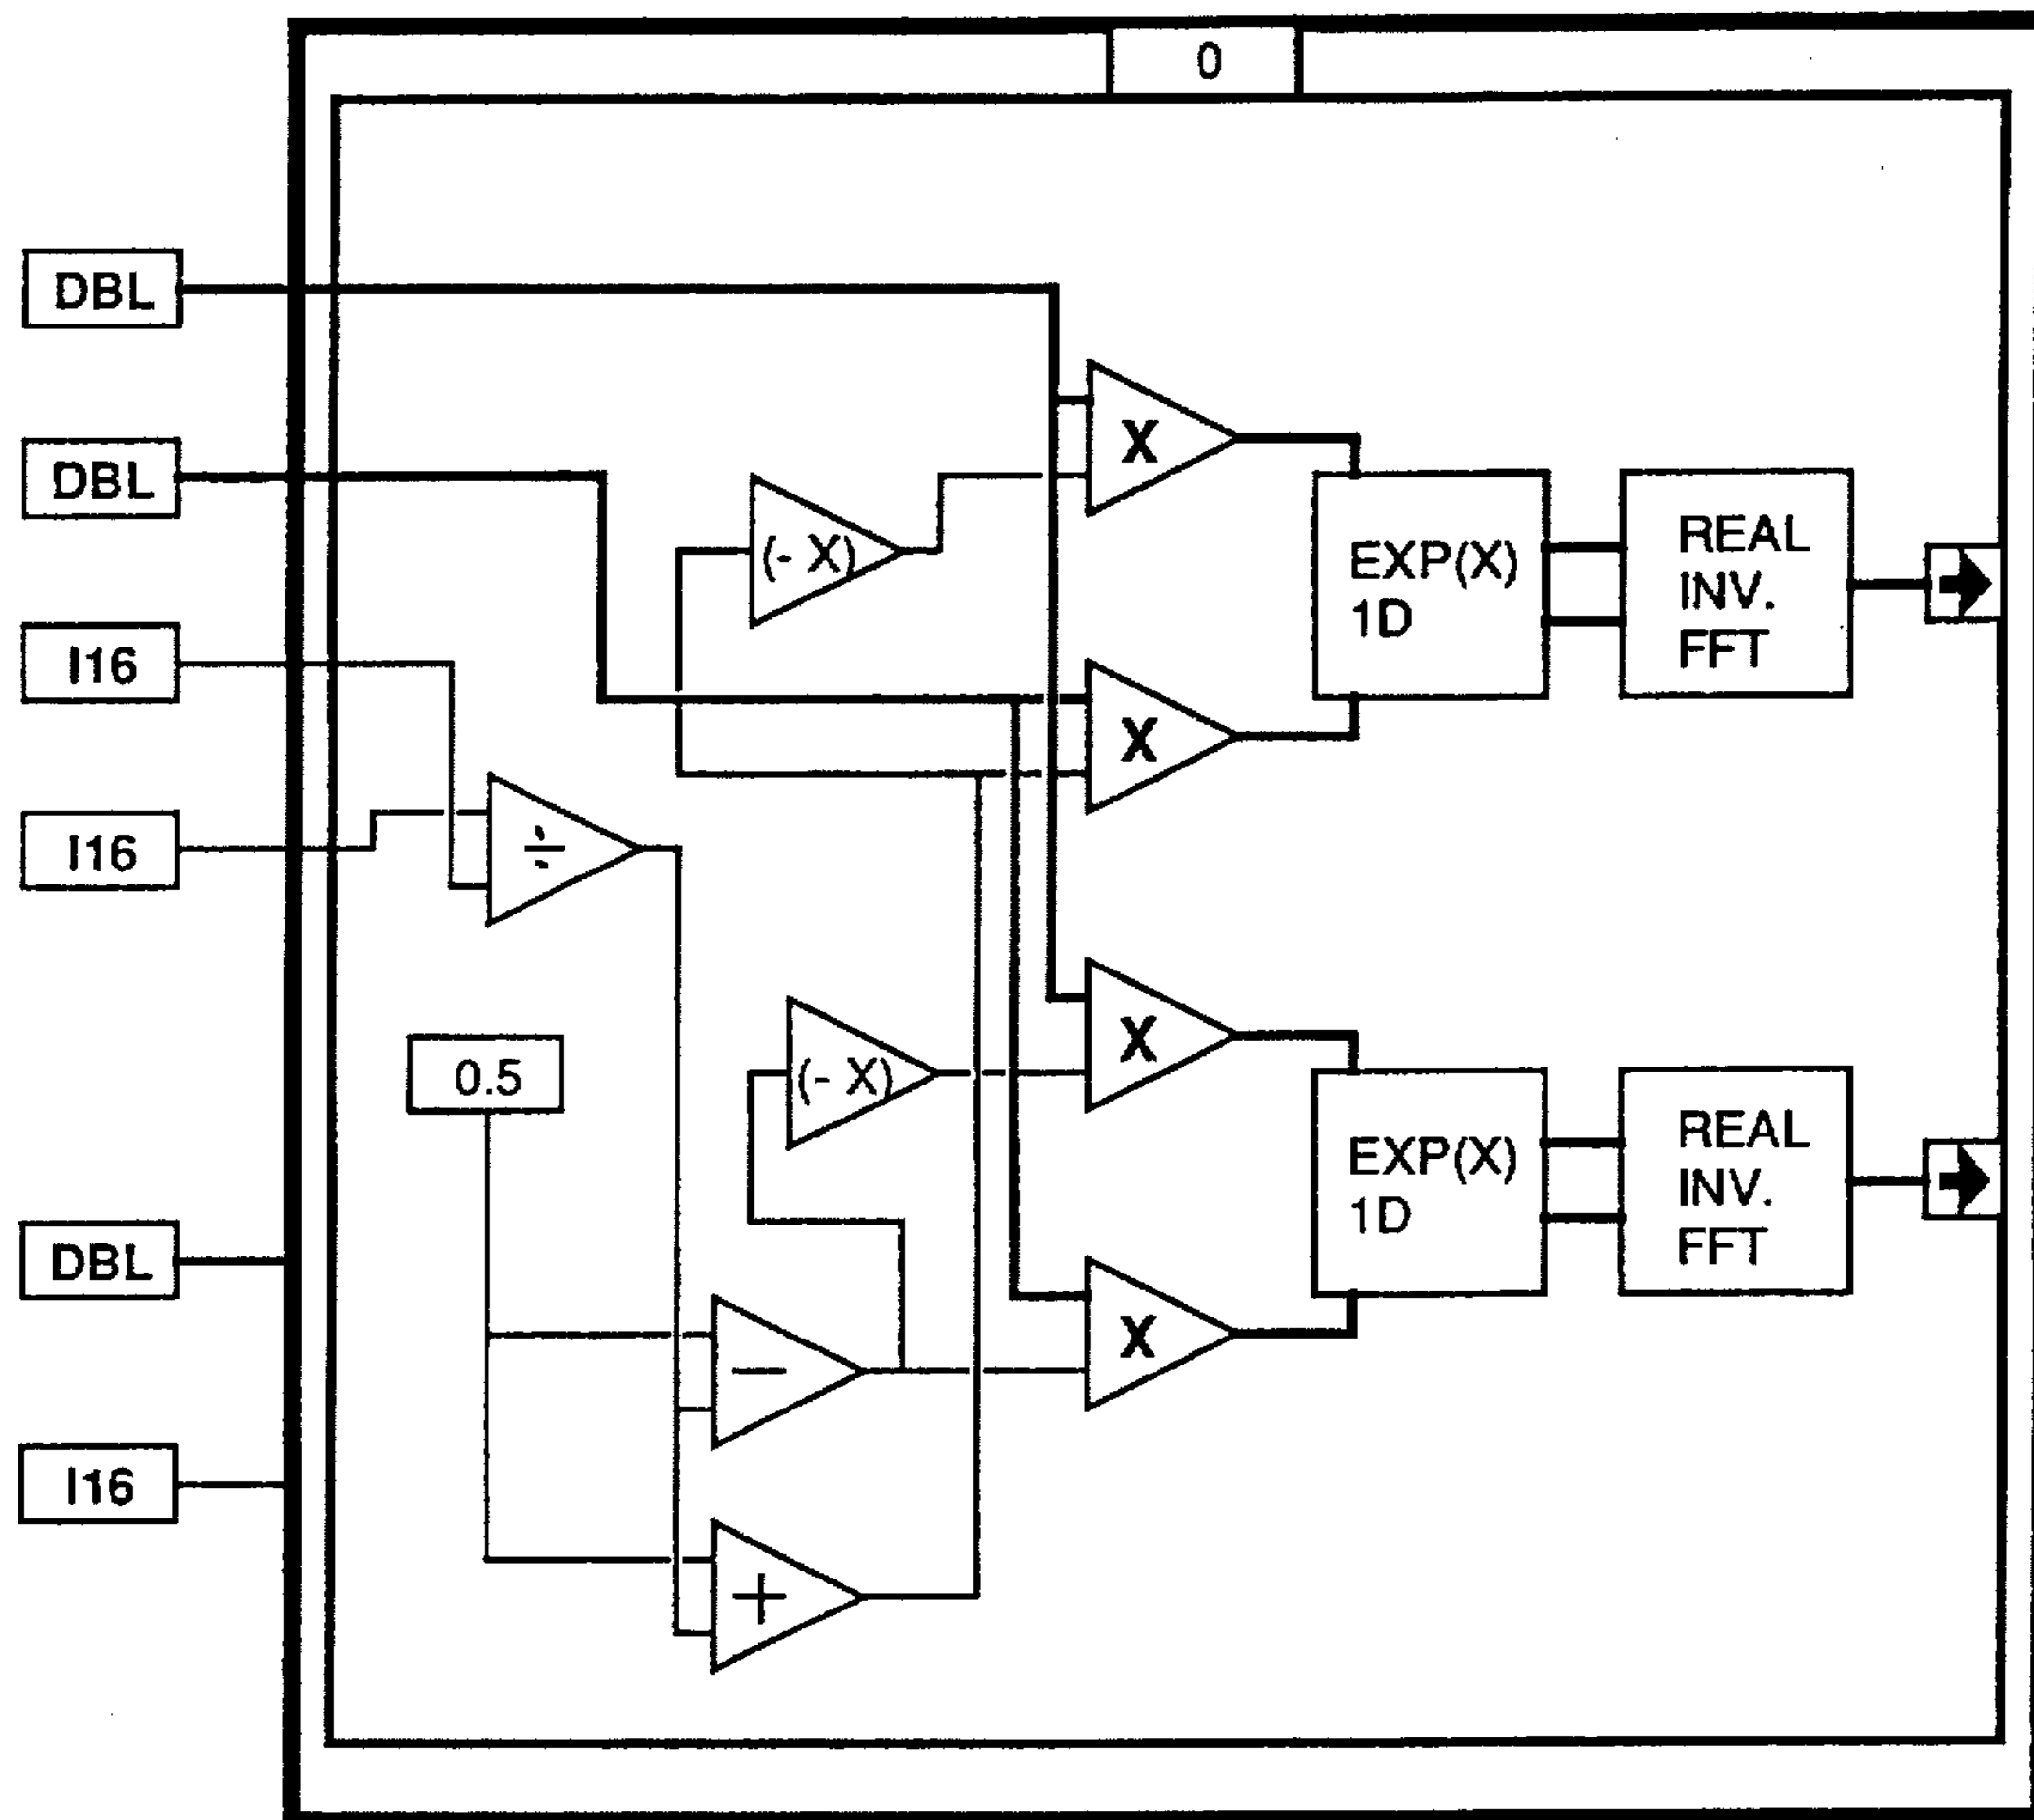 0
DBL
DBL
I16
I16
DBL
I16
X
(- X)
X
÷
0.5
(- X)
X
X
−
+
EXP(X)
1D
REAL
INV.
FFT
EXP(X)
1D
REAL
INV.
FFT